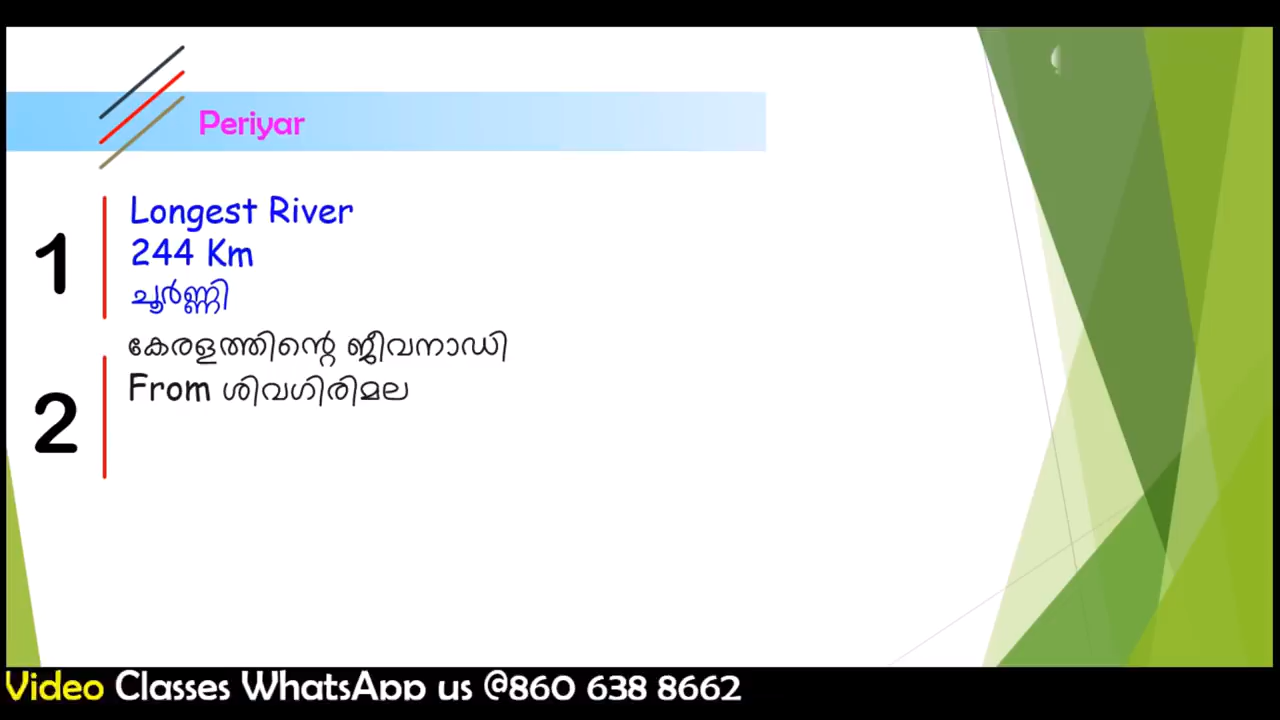 Periyar
1
Longest River
244 Km
ചൂർണ്ണി
2
കേരളത്തിന്റെ ജീവനാഡി
From ശിവഗിരിമല
Video Classes WhatsApp us @860 638 8662